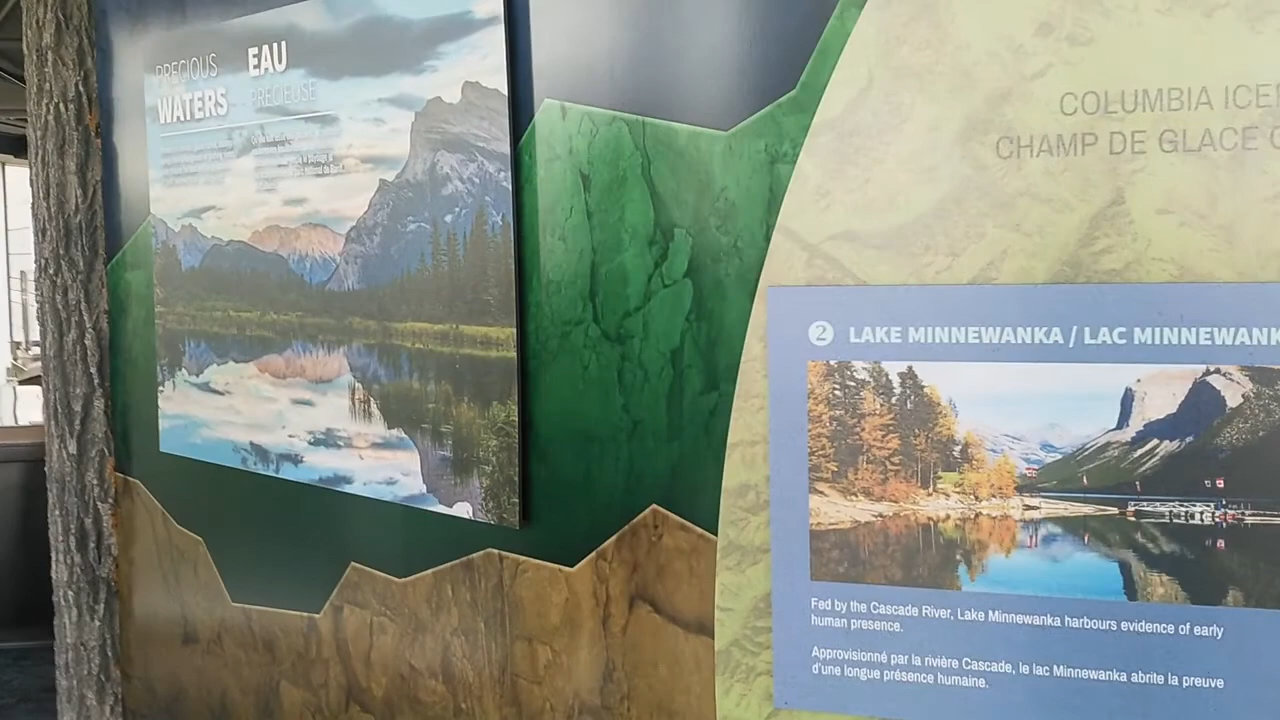 PRECIOUS
WATERS
EAU
PRÉCIEUSE
COLUMBIA ICE
CHAMP DE GLACE
2 LAKE MINNEWANKA / LAC MINNEWANK
Fed by the Cascade River, Lake Minnewanka harbours evidence of early
human presence.
Approvisionné par la rivière Cascade, le lac Minnewanka abrite la preuve
d'une longue présence humaine.